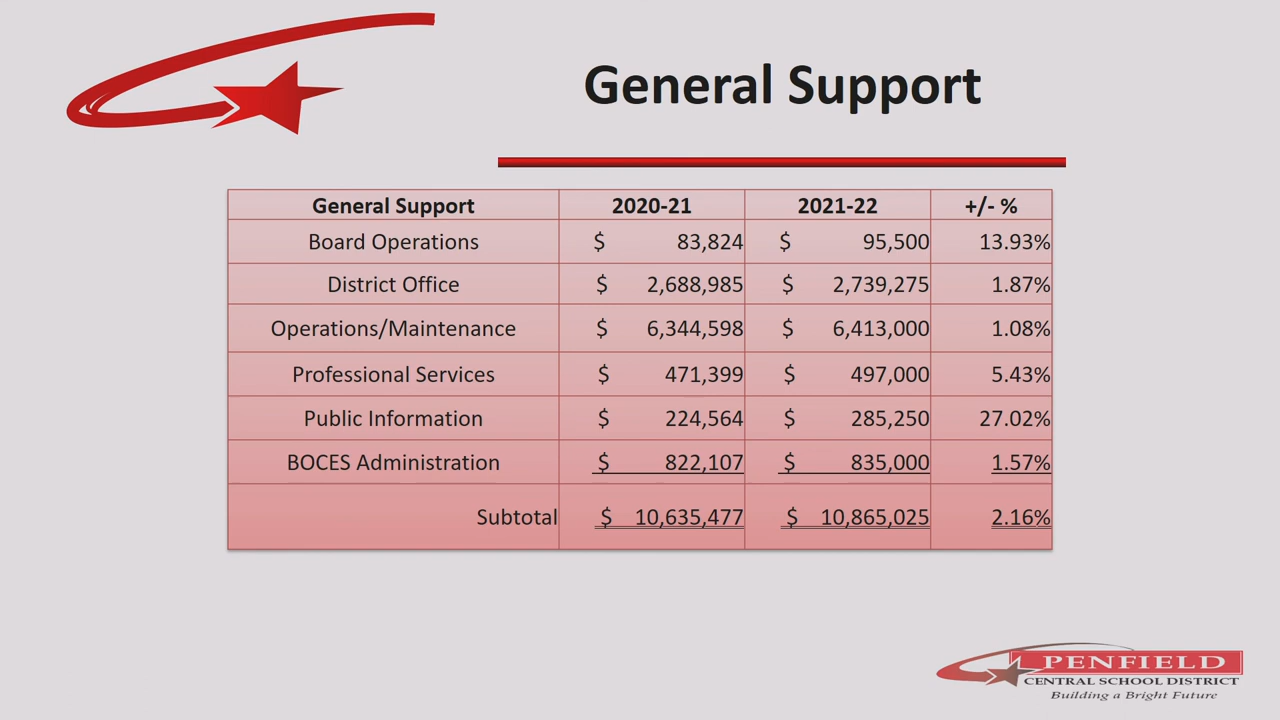 General Support
General Support 2020-21 2021-22 +/- %
Board Operations $ 83,824 $ 95,500 13.93%
District Office $ 2,688,985 $ 2,739,275 1.87%
Operations/Maintenance $ 6,344,598 $ 6,413,000 1.08%
Professional Services $ 471,399 $ 497,000 5.43%
Public Information $ 224,564 $ 285,250 27.02%
BOCES Administration $ 822,107 $ 835,000 1.57%
Subtotal $ 10,635,477 $ 10,865,025 2.16%
PENFIELD
CENTRAL SCHOOL DISTRICT
Building a Bright Future